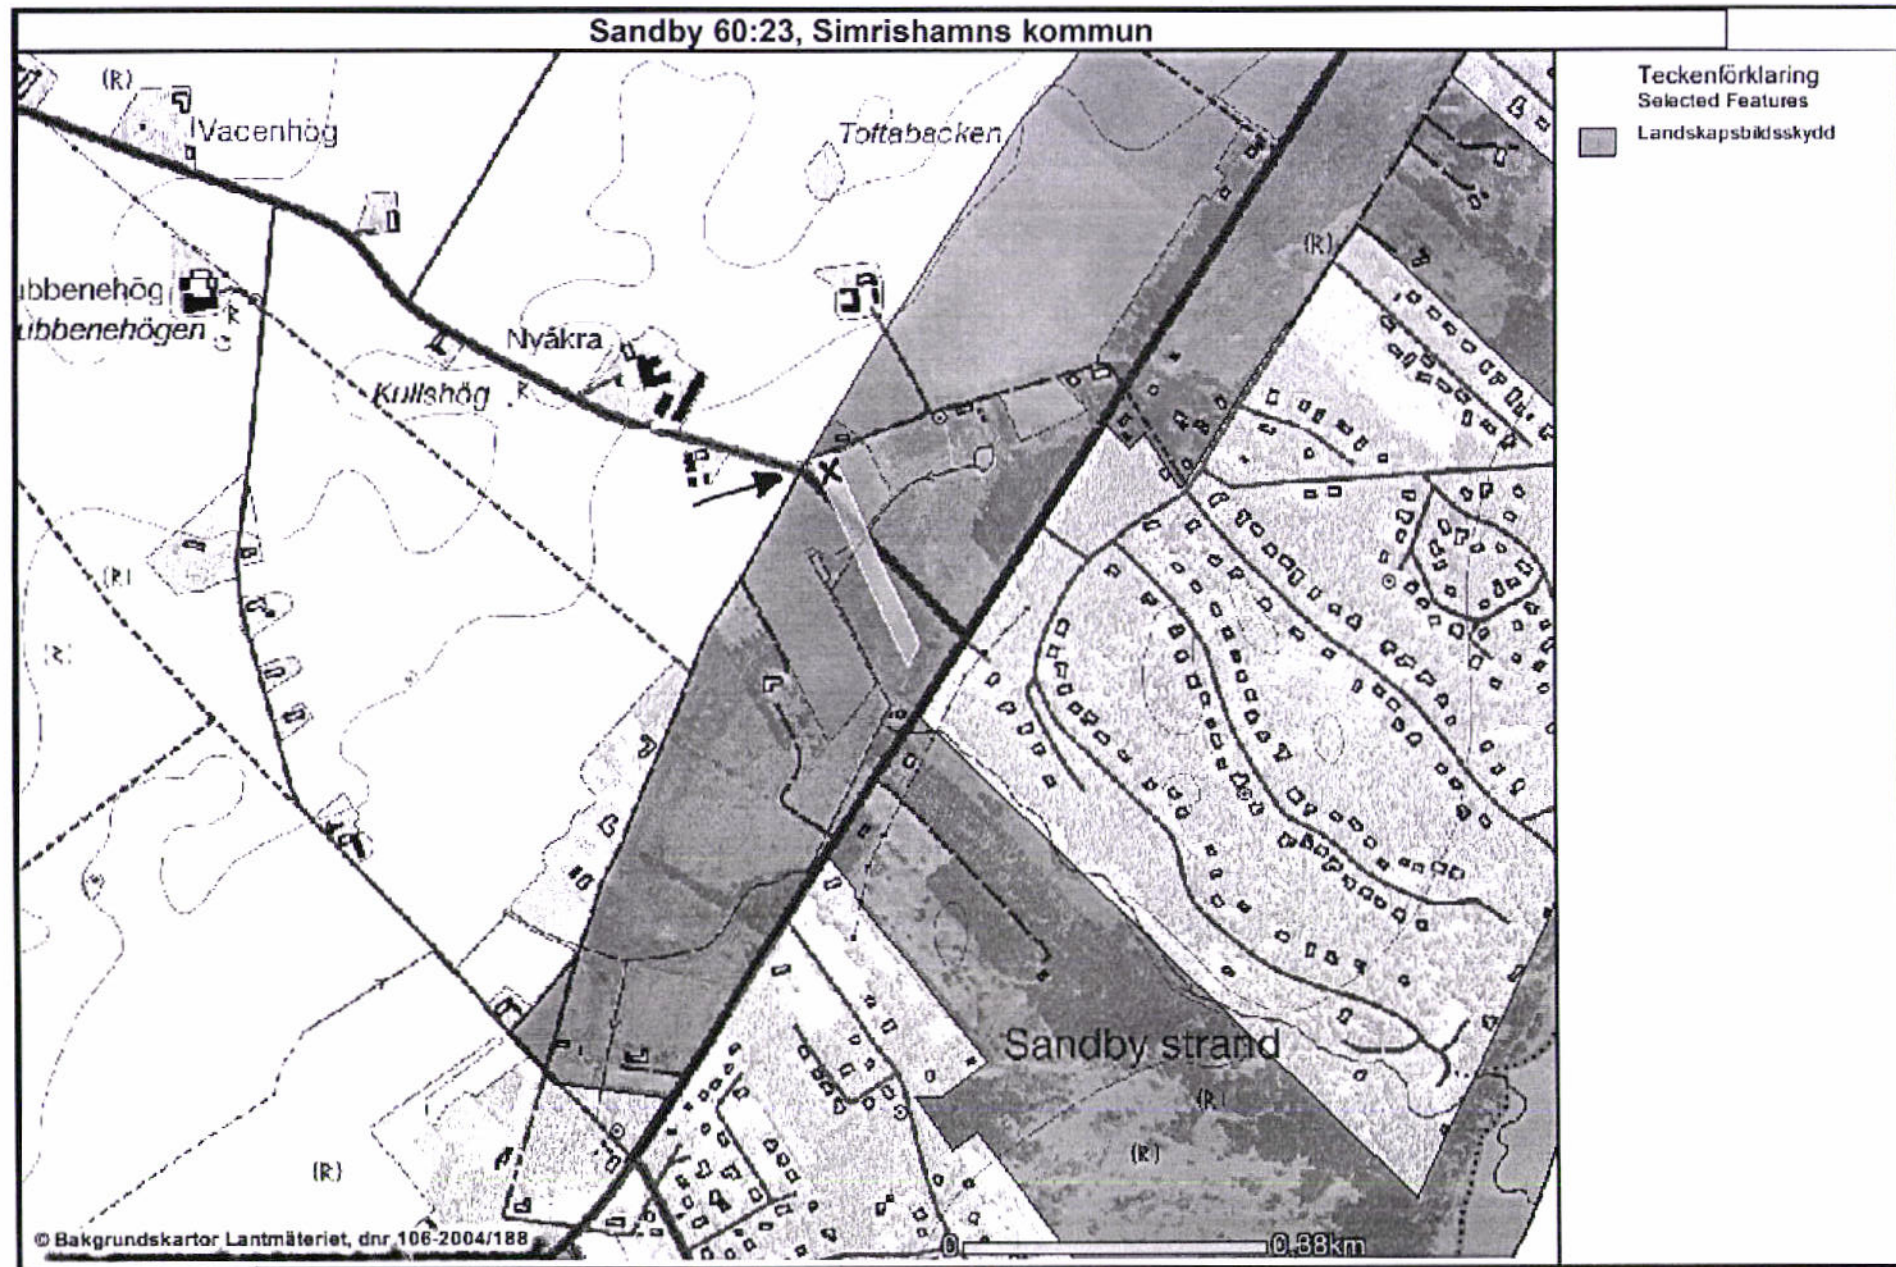 Sandby 60:23, Simrishamns kommun
Teckenförklaring
Selected Features
Landskapsbildsskydd
(R)
Vacenhög
Toftabacken
(R)
ubbenehög
R
ubbenehögen
Nyåkra
Kullshög
R
(R)
(R)
Sandby strand
(R)
(R)
(R)
© Bakgrundskartor Lantmäteriet, dnr 106-2004/188
0
0.38km